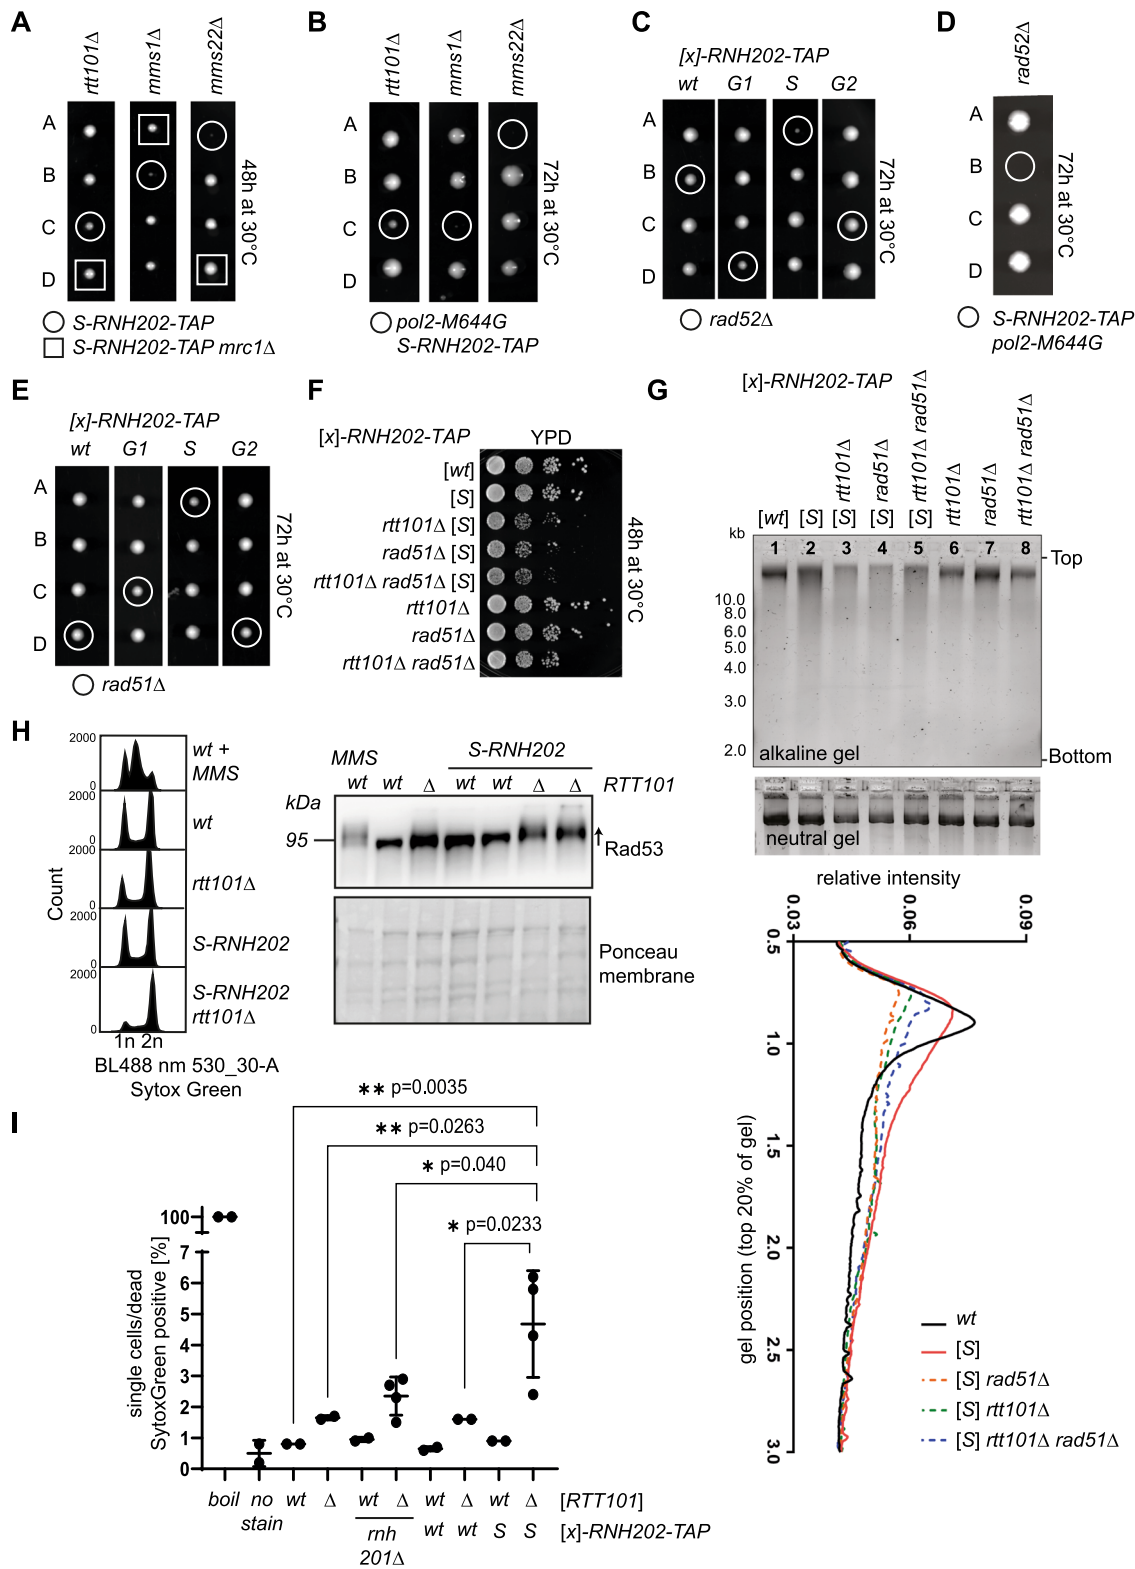 A
rtt101Δ
mms1Δ
mms22Δ
A
B
C
D
48h at 30°C
S-RNH202-TAP
S-RNH202-TAP mrc1Δ
B
rtt101Δ
mms1Δ
mms22Δ
A
B
C
D
72h at 30°C
pol2-M644G
S-RNH202-TAP
C
[x]-RNH202-TAP
wt G1 S G2
A
B
C
D
72h at 30°C
rad52Δ
D
rad52Δ
A
B
C
D
72h at 30°C
S-RNH202-TAP
pol2-M644G
E
[x]-RNH202-TAP
wt G1 S G2
A
B
C
D
72h at 30°C
rad51Δ
F
[x]-RNH202-TAP YPD
[wt]
[S]
rtt101Δ [S]
rad51Δ [S]
rtt101Δ rad51Δ [S]
rtt101Δ
rad51Δ
rtt101Δ rad51Δ
48h at 30°C
G
[x]-RNH202-TAP
[wt]
[S]
[S] rtt101Δ
[S] rad51Δ
[S] rtt101Δ rad51Δ
rtt101Δ
rad51Δ
rtt101Δ rad51Δ
kb
1 2 3 4 5 6 7 8
Top
10.0
8.0
6.0
5.0
4.0
3.0
2.0
alkaline gel
Bottom
neutral gel
relative intensity
0.03 0.06 0.09
0.5
1.0
1.5
2.0
2.5
3.0
gel position (top 20% of gel)
wt
[S]
[S] rad51Δ
[S] rtt101Δ
[S] rtt101Δ rad51Δ
H
2000
0
wt +
MMS
2000
0
wt
2000
0
rtt101Δ
2000
0
S-RNH202
2000
0
S-RNH202
rtt101Δ
Count
1n 2n
BL488 nm 530_30-A
Sytox Green
MMS
S-RNH202
wt wt Δ wt wt Δ Δ RTT101
kDa
95
Rad53
Ponceau
membrane
I
** p=0.0035
** p=0.0263
* p=0.040
* p=0.0233
single cells/dead
SytoxGreen positive [%]
100
7
6
5
4
3
2
1
0
boil no wt Δ wt Δ wt Δ wt Δ [RTT101]
stain rnh wt wt S S [x]-RNH202-TAP
201Δ